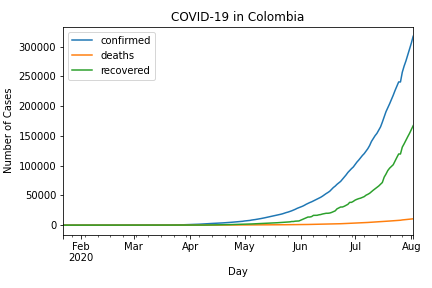 COVID-19 in Colombia
confirmed
deaths
recovered
Number of Cases
300000
250000
200000
150000
100000
50000
0
Feb Mar Apr May Jun Jul Aug
2020
Day